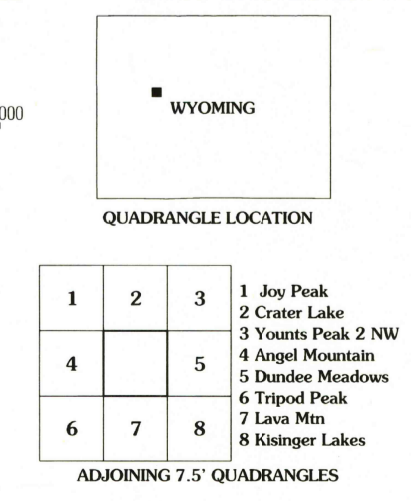 000
WYOMING
QUADRANGLE LOCATION
1 2 3
4 5
6 7 8
1 Joy Peak
2 Crater Lake
3 Younts Peak 2 NW
4 Angel Mountain
5 Dundee Meadows
6 Tripod Peak
7 Lava Mtn
8 Kisinger Lakes
ADJOINING 7.5' QUADRANGLES